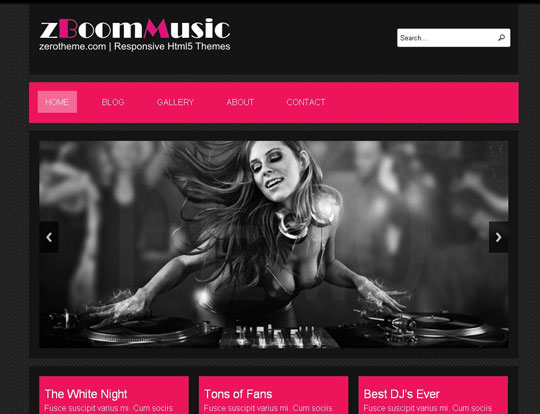 zBoomMusic
zerotheme.com | Responsive Html5 Themes
Search...
HOME BLOG GALLERY ABOUT CONTACT
DEMO
The White Night
Fusce suscipit varius mi. Cum sociis
Tons of Fans
Fusce suscipit varius mi. Cum sociis
Best DJ's Ever
Fusce suscipit varius mi. Cum sociis